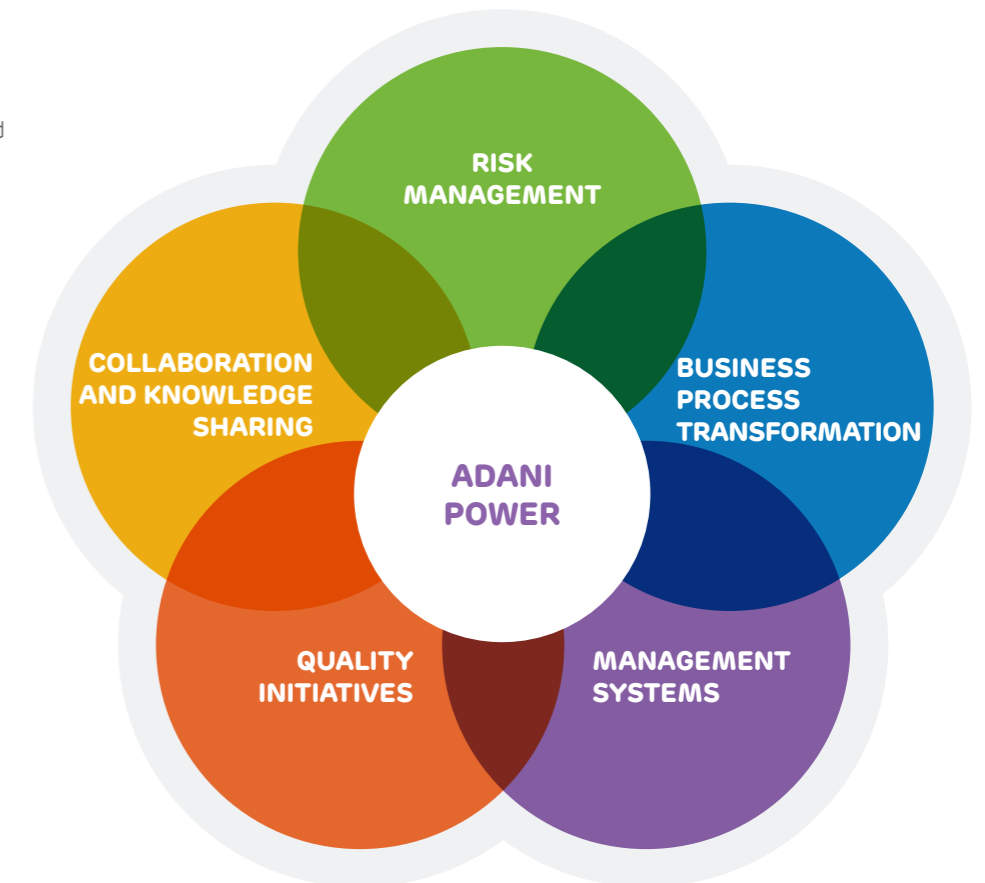 RISK
MANAGEMENT
COLLABORATION
AND KNOWLEDGE
SHARING
BUSINESS
PROCESS
TRANSFORMATION
ADANI
POWER
QUALITY
INITIATIVES
MANAGEMENT
SYSTEMS